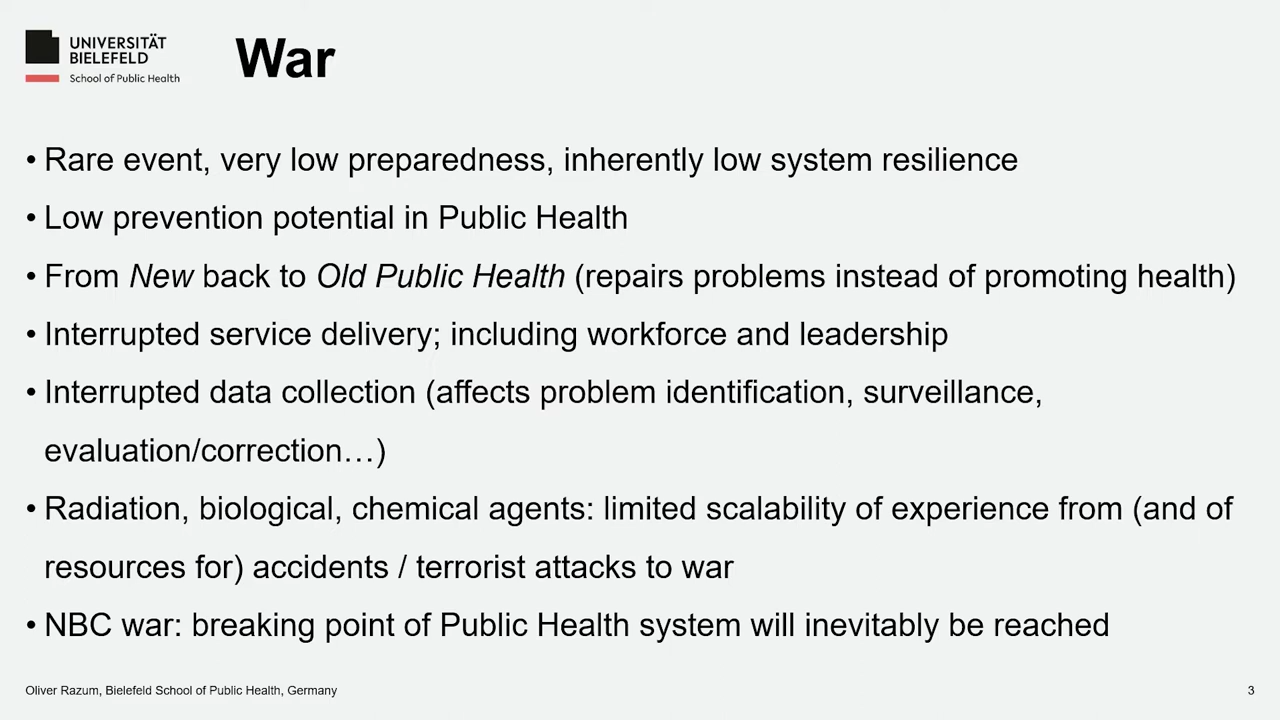 UNIVERSITÄT
BIELEFELD
School of Public Health
War
• Rare event, very low preparedness, inherently low system resilience
• Low prevention potential in Public Health
• From New back to Old Public Health (repairs problems instead of promoting health)
• Interrupted service delivery; including workforce and leadership
• Interrupted data collection (affects problem identification, surveillance,
evaluation/correction…)
• Radiation, biological, chemical agents: limited scalability of experience from (and of
resources for) accidents / terrorist attacks to war
• NBC war: breaking point of Public Health system will inevitably be reached
Oliver Razum, Bielefeld School of Public Health, Germany
3